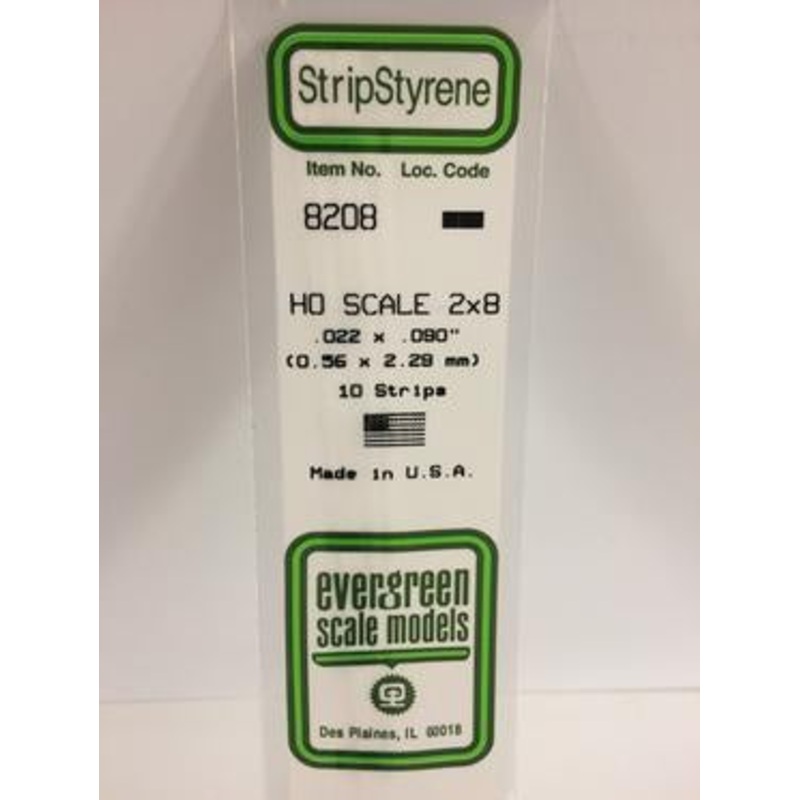 StripStyrene
Item No. Loc. Code
8208
HO SCALE 2x8
.022 x .090"
(0.56 x 2.29 mm)
10 Strips
Made in U.S.A.
evergreen
scale models
Des Plaines, IL 60018